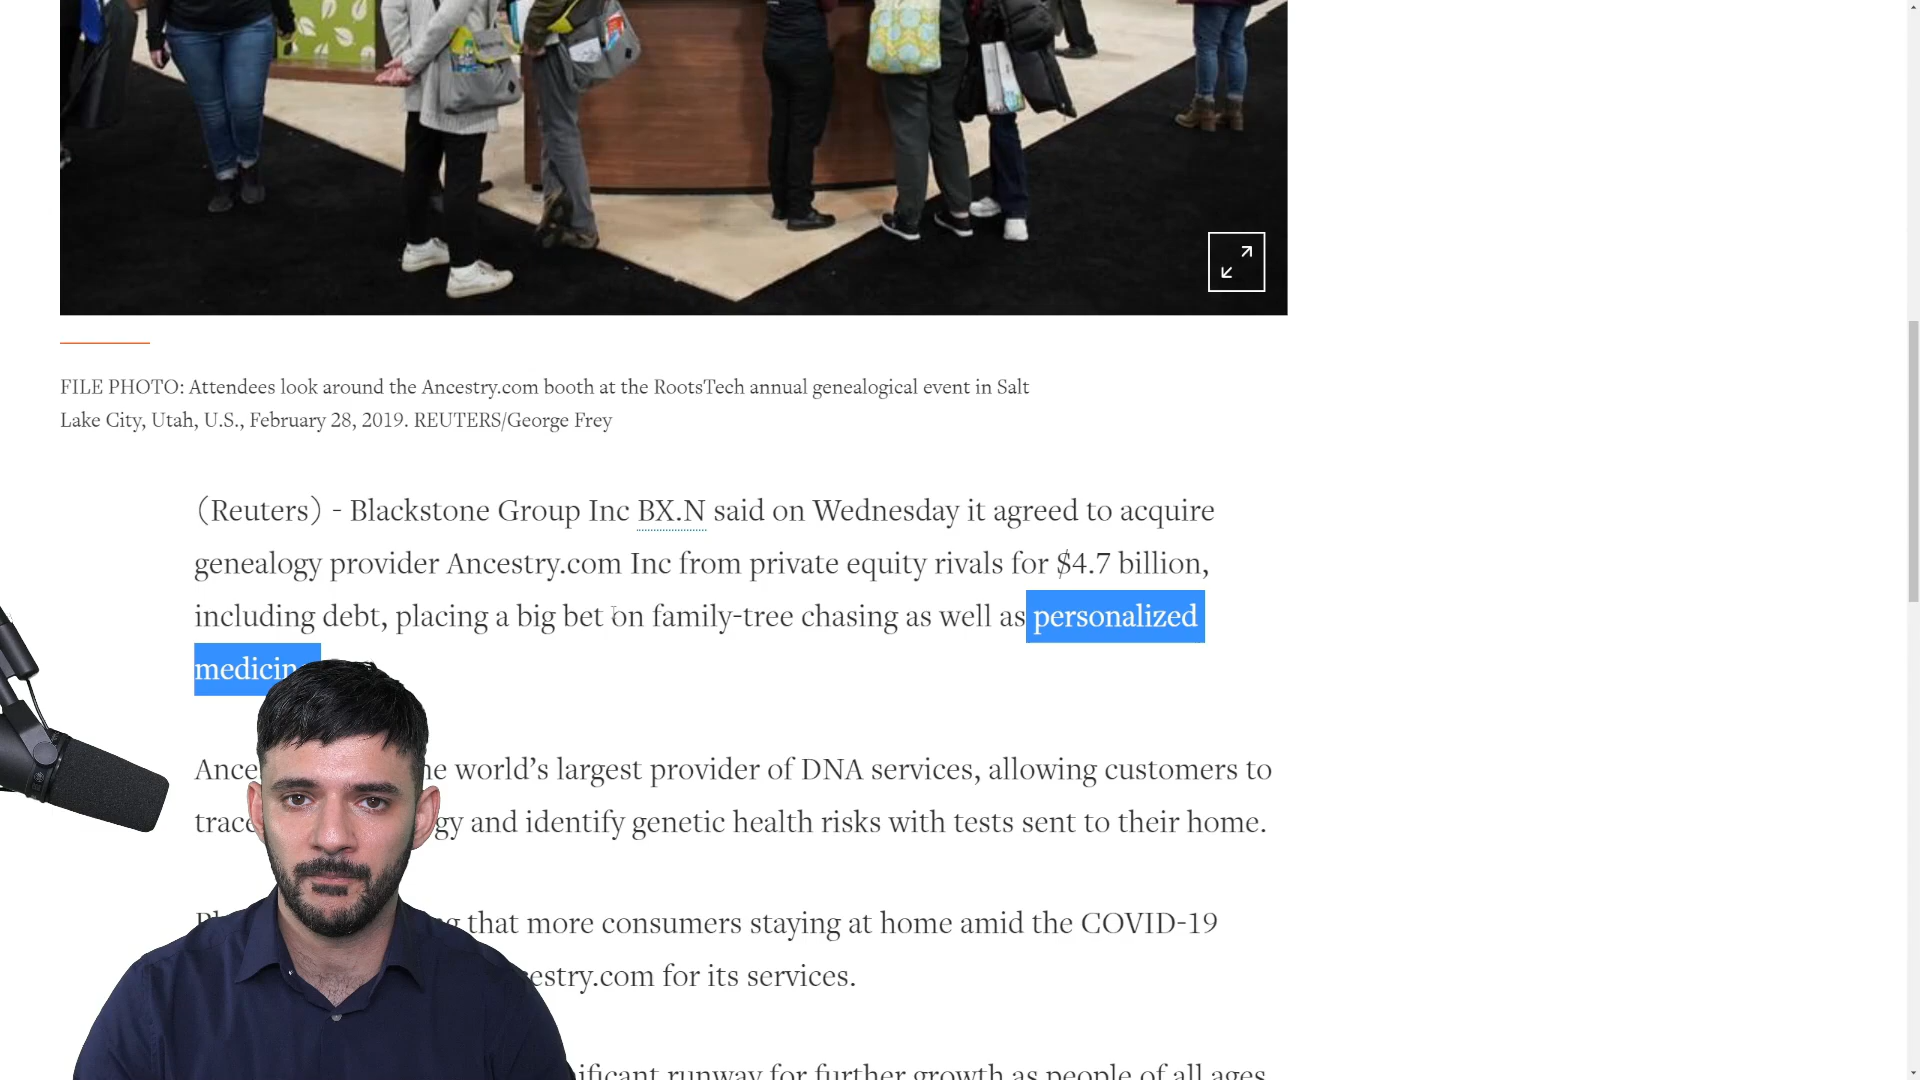 FILE PHOTO: Attendees look around the Ancestry.com booth at the RootsTech annual genealogical event in Salt
Lake City, Utah, U.S., February 28, 2019. REUTERS/George Frey
(Reuters) - Blackstone Group Inc BX.N said on Wednesday it agreed to acquire
genealogy provider Ancestry.com Inc from private equity rivals for $4.7 billion,
including debt, placing a big bet on family-tree chasing as well as personalized
medicin
Ance he world’s largest provider of DNA services, allowing customers to
trace gy and identify genetic health risks with tests sent to their home.
g that more consumers staying at home amid the COVID-19
estry.com for its services.
ificant runway for further growth as people of all ages